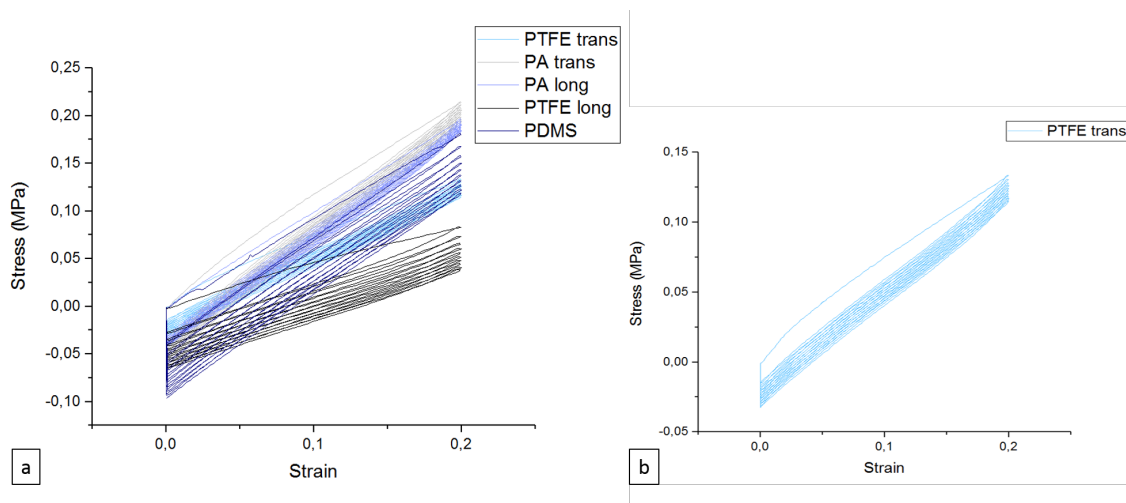 PTFE trans
PA trans
PA long
PTFE long
PDMS
0,25
0,20
0,15
0,10
0,05
0,00
-0,05
-0,10
Stress (MPa)
0,0
0,1
0,2
Strain
a
PTFE trans
0,15
0,10
0,05
0,00
-0,05
Stress (MPa)
0,0
0,1
0,2
Strain
b